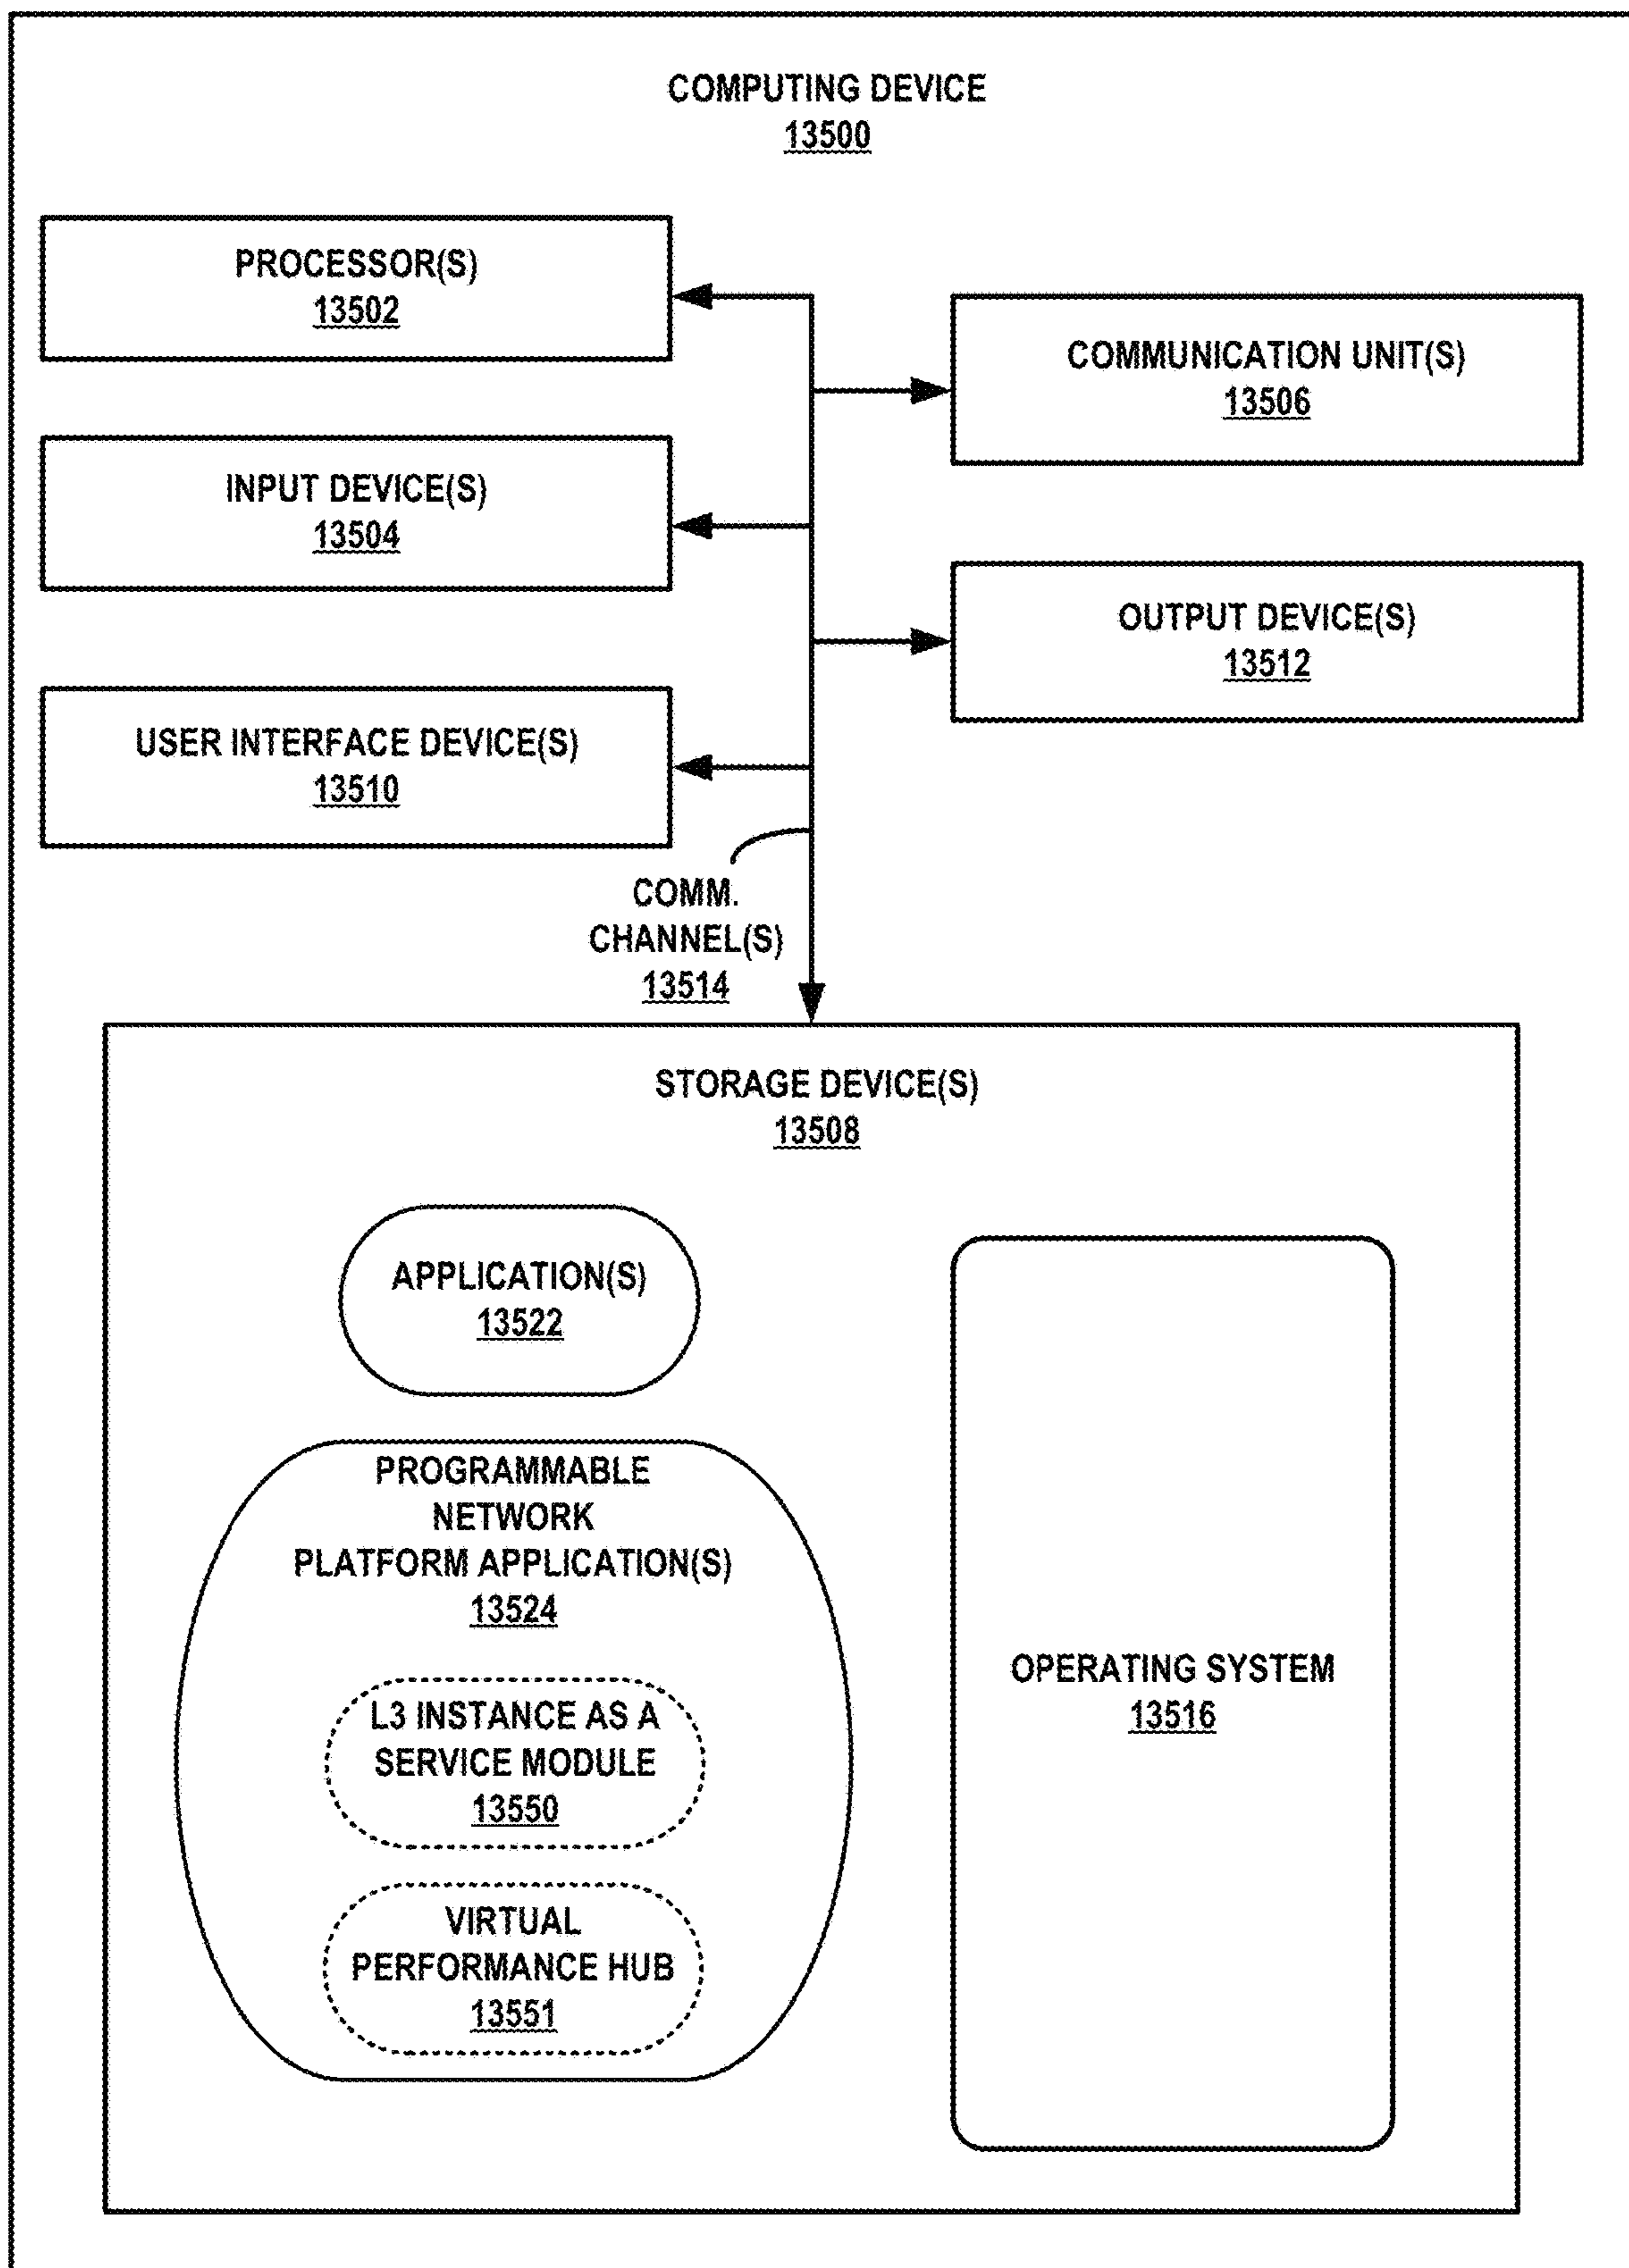 COMPUTING DEVICE
13500
PROCESSOR(S)
13502
COMMUNICATION UNIT(S)
13506
INPUT DEVICE(S)
13504
OUTPUT DEVICE(S)
13512
USER INTERFACE DEVICE(S)
13510
COMM.
CHANNEL(S)
13514
STORAGE DEVICE(S)
13508
APPLICATION(S)
13522
PROGRAMMABLE
NETWORK
PLATFORM APPLICATION(S)
13524
L3 INSTANCE AS A
SERVICE MODULE
13550
VIRTUAL
PERFORMANCE HUB
13551
OPERATING SYSTEM
13516